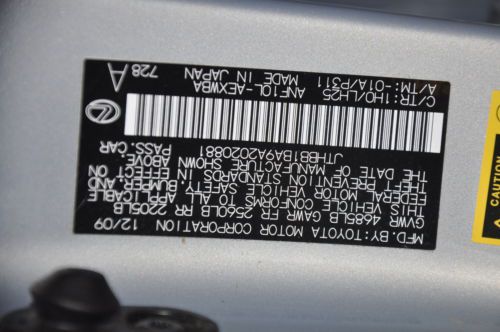 MFD. BY: TOYOTA MOTOR CORPORATION 12/09
GVWR 4685LB GAWR FR 2560LB RR 2205LB
THIS VEHICLE CONFORMS TO ALL APPLICABLE
FEDERAL MOTOR VEHICLE SAFETY, BUMPER, AND
THEFT PREVENTION STANDARDS IN EFFECT ON
THE DATE OF MANUFACTURE SHOWN ABOVE.
JTHBB1BA9A2020881 PASS. CAR
C/TR: 1H0/LH25 ANF10L-AEXWBA
A/TM: -01A/P311 MADE IN JAPAN 728
A
CAUTION